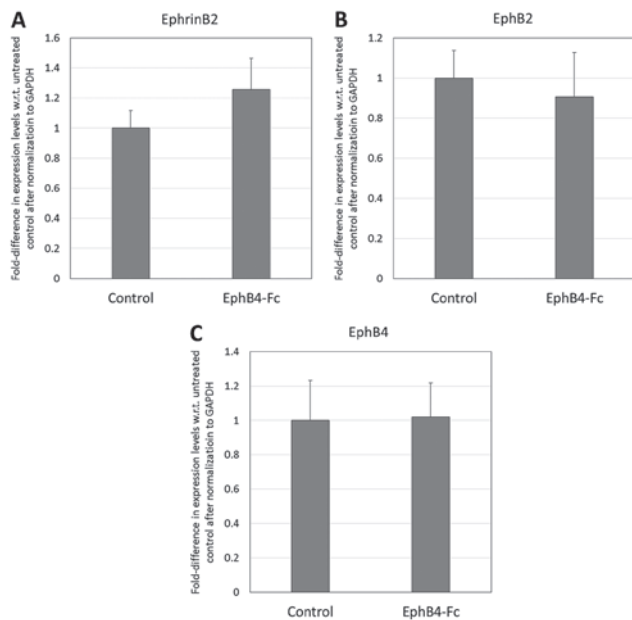 A
EphrinB2
Fold-difference in expression levels w.r.t. untreated
control after normalizatioin to GAPDH
1.6
1.4
1.2
1
0.8
0.6
0.4
0.2
0
Control
EphB4-Fc
B
EphB2
Fold-difference in expression levels w.r.t. untreated
control after normalizatioin to GAPDH
1.2
1
0.8
0.6
0.4
0.2
0
Control
EphB4-Fc
C
EphB4
Fold-difference in expression levels w.r.t. untreated
control after normalizatioin to GAPDH
1.4
1.2
1
0.8
0.6
0.4
0.2
0
Control
EphB4-Fc